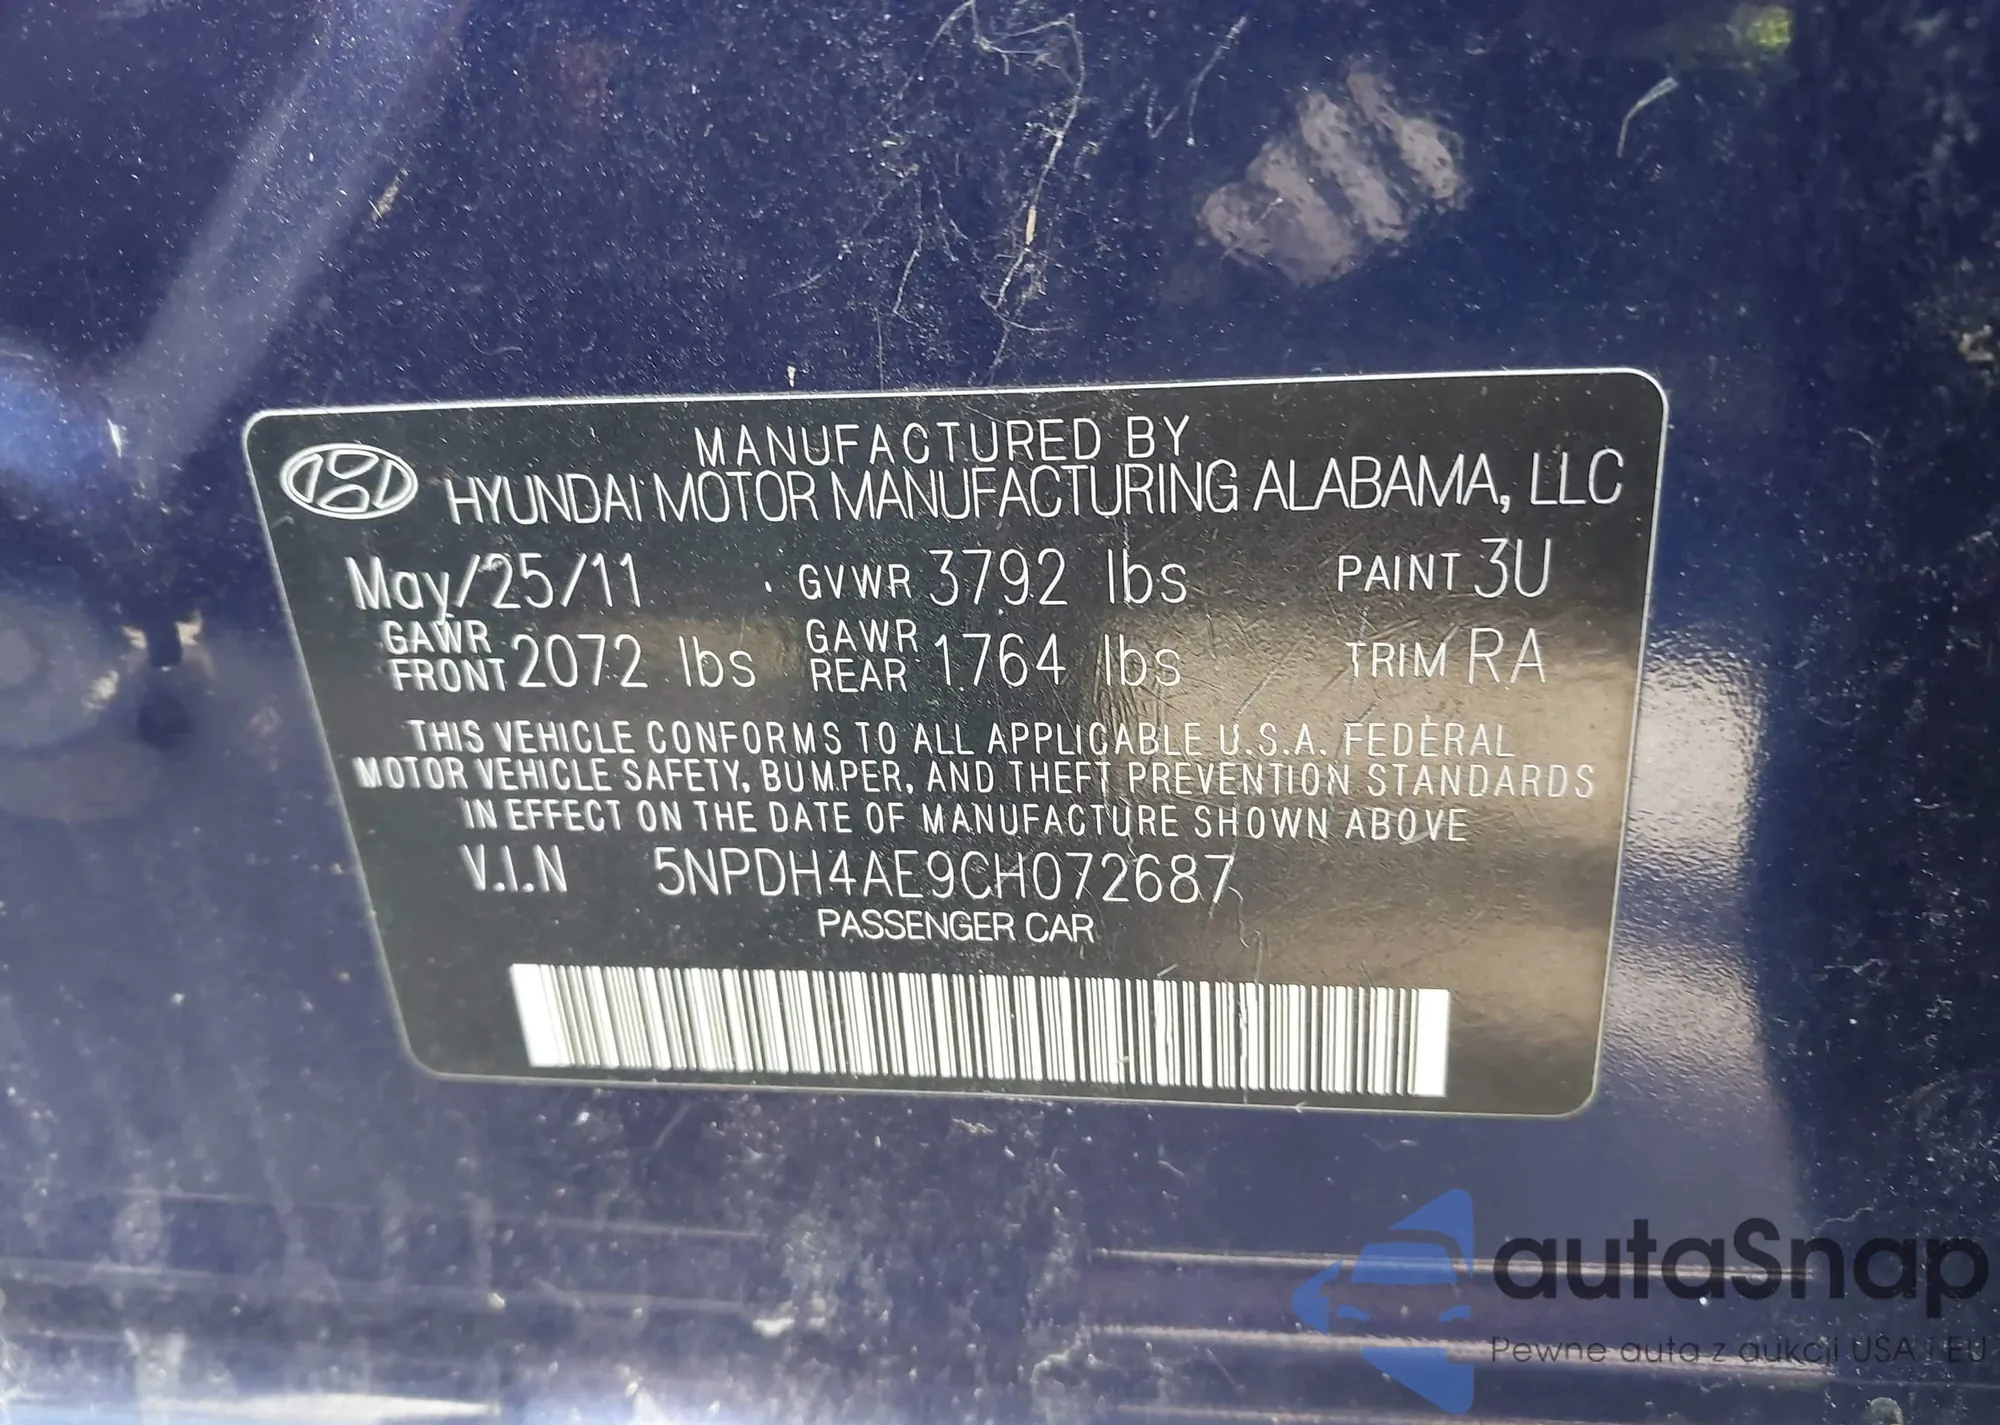 MANUFACTURED BY
HYUNDAI MOTOR MANUFACTURING ALABAMA, LLC
May/25/11 GVWR 3792 lbs PAINT 3U
GAWR FRONT 2072 lbs GAWR REAR 1764 lbs TRIM RA
THIS VEHICLE CONFORMS TO ALL APPLICABLE U.S.A. FEDERAL
MOTOR VEHICLE SAFETY, BUMPER, AND THEFT PREVENTION STANDARDS
IN EFFECT ON THE DATE OF MANUFACTURE SHOWN ABOVE
V.I.N 5NPDH4AE9CH072687
PASSENGER CAR
autaSnap
Pewne auta z aukcji USA i EU